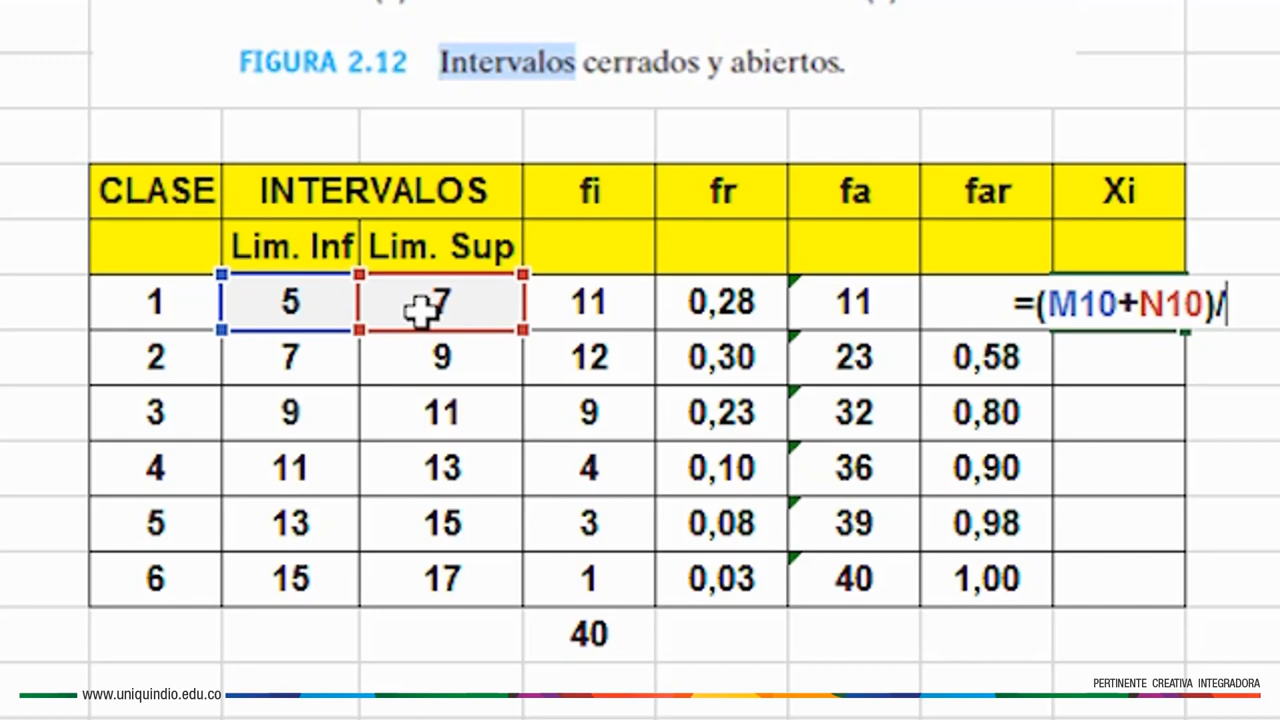 FIGURA 2.12 Intervalos cerrados y abiertos.
CLASE INTERVALOS fi fr fa far Xi
Lim. Inf Lim. Sup
1 5 7 11 0,28 11 =(M10+N10)/
2 7 9 12 0,30 23 0,58
3 9 11 9 0,23 32 0,80
4 11 13 4 0,10 36 0,90
5 13 15 3 0,08 39 0,98
6 15 17 1 0,03 40 1,00
40
www.uniquindio.edu.co PERTINENTE CREATIVA INTEGRADORA